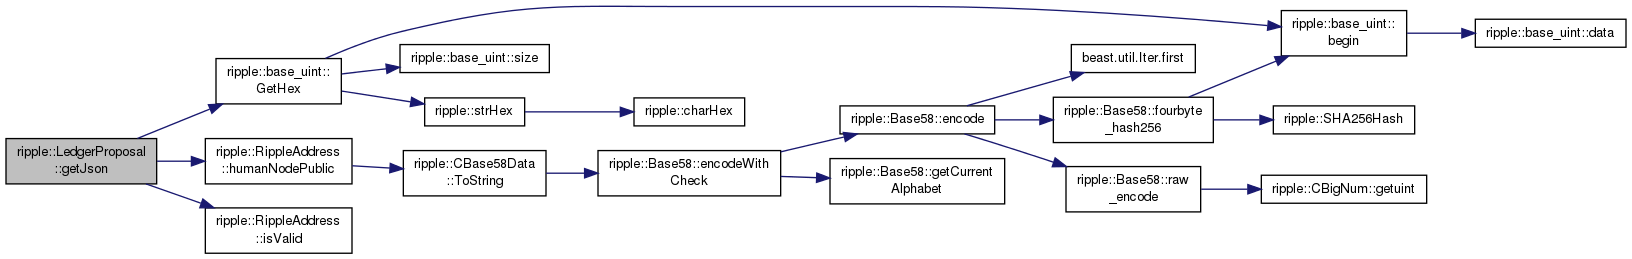 ripple::LedgerProposal
::getJson
ripple::base_uint::
GetHex
ripple::RippleAddress
::humanNodePublic
ripple::RippleAddress
::isValid
ripple::base_uint::size
ripple::strHex
ripple::charHex
ripple::CBase58Data
::ToString
ripple::Base58::encodeWith
Check
ripple::Base58::encode
ripple::Base58::getCurrent
Alphabet
beast.util.Iter.first
ripple::Base58::fourbyte
_hash256
ripple::Base58::raw
_encode
ripple::base_uint::
begin
ripple::SHA256Hash
ripple::CBigNum::getuint
ripple::base_uint::data